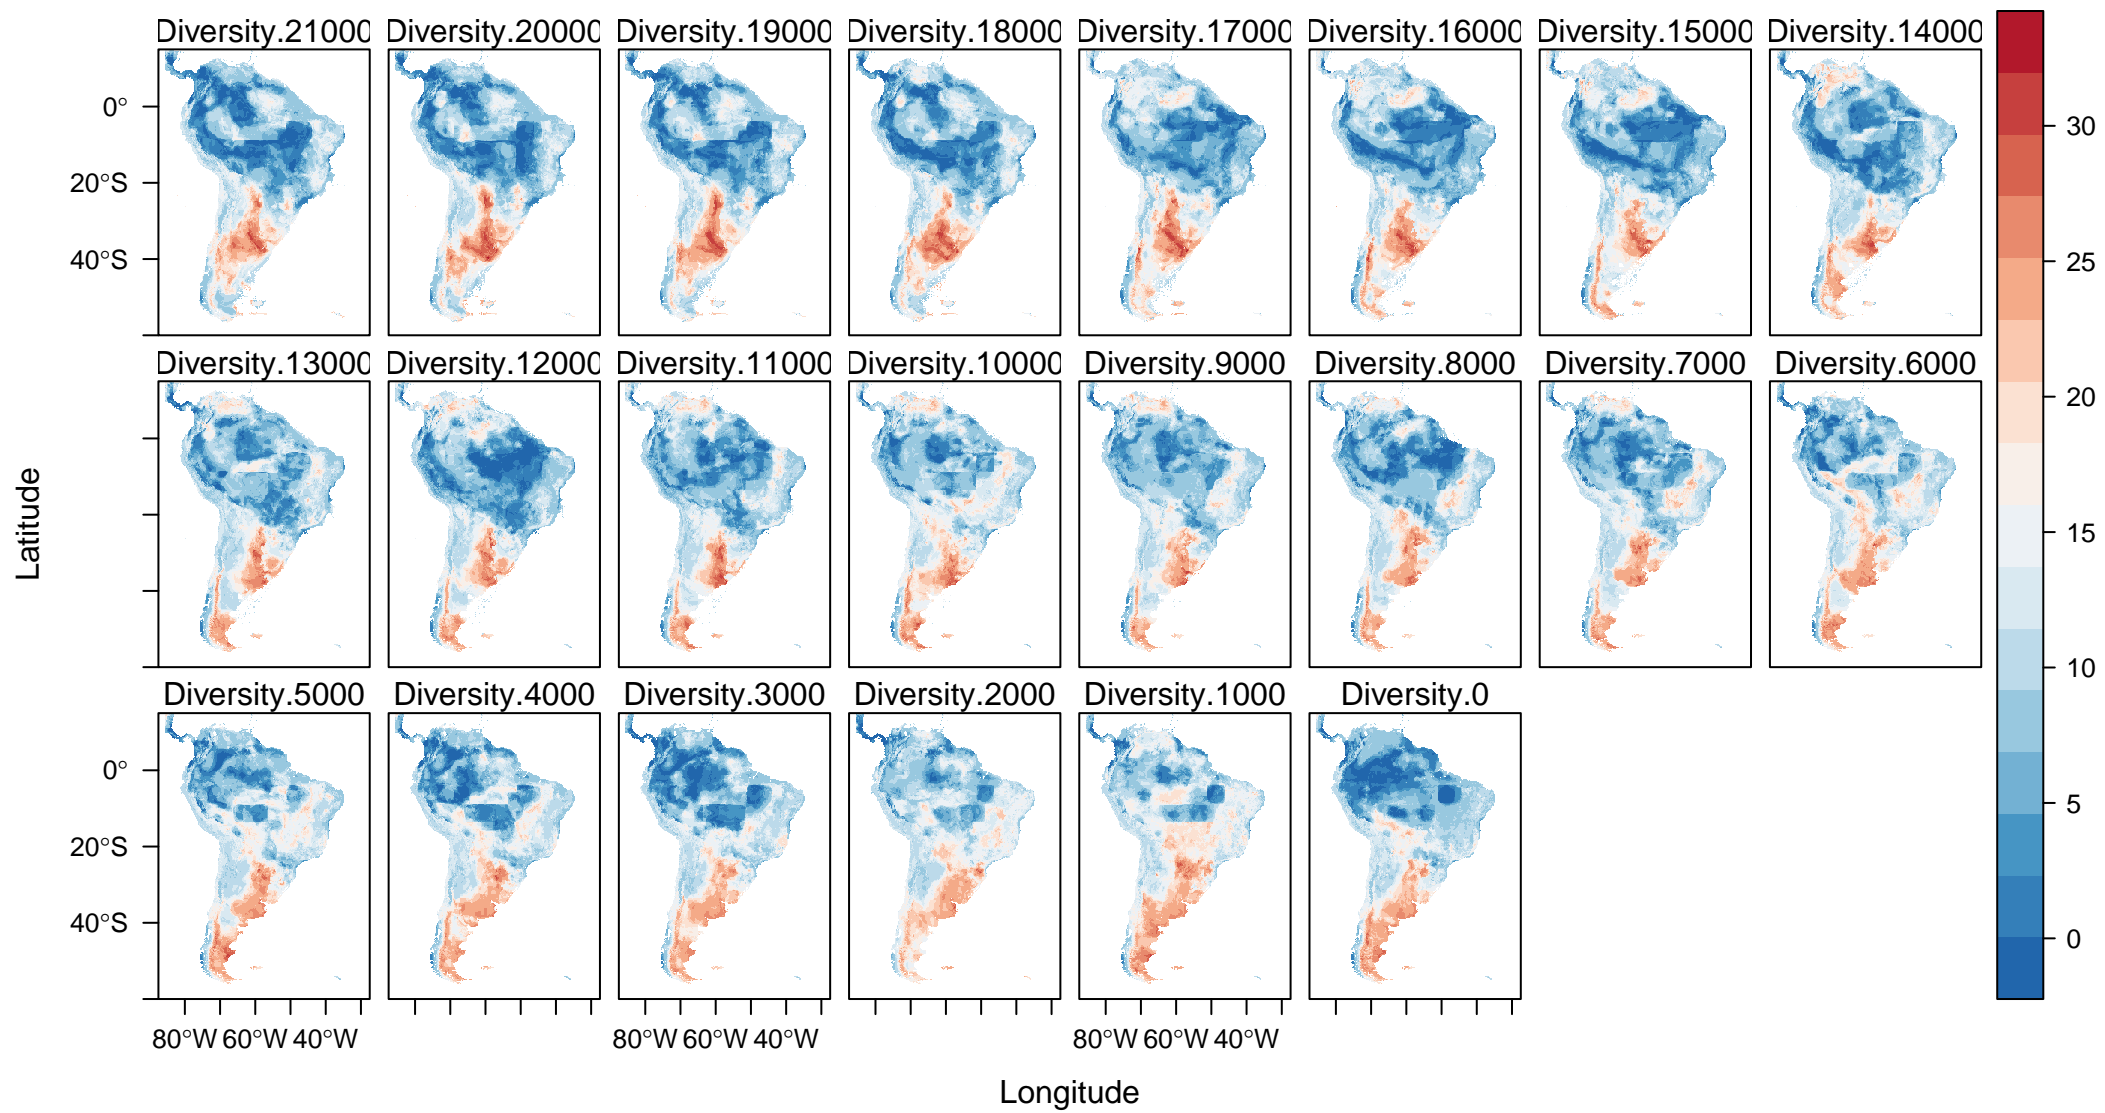 Diversity.21000 Diversity.20000 Diversity.19000 Diversity.18000 Diversity.17000 Diversity.16000 Diversity.15000 Diversity.14000
0°
20°S
40°S
30
25
20
15
10
5
0
Diversity.13000 Diversity.12000 Diversity.11000 Diversity.10000 Diversity.9000 Diversity.8000 Diversity.7000 Diversity.6000
Latitude
Diversity.5000 Diversity.4000 Diversity.3000 Diversity.2000 Diversity.1000 Diversity.0
0°
20°S
40°S
80°W 60°W 40°W 80°W 60°W 40°W 80°W 60°W 40°W
Longitude